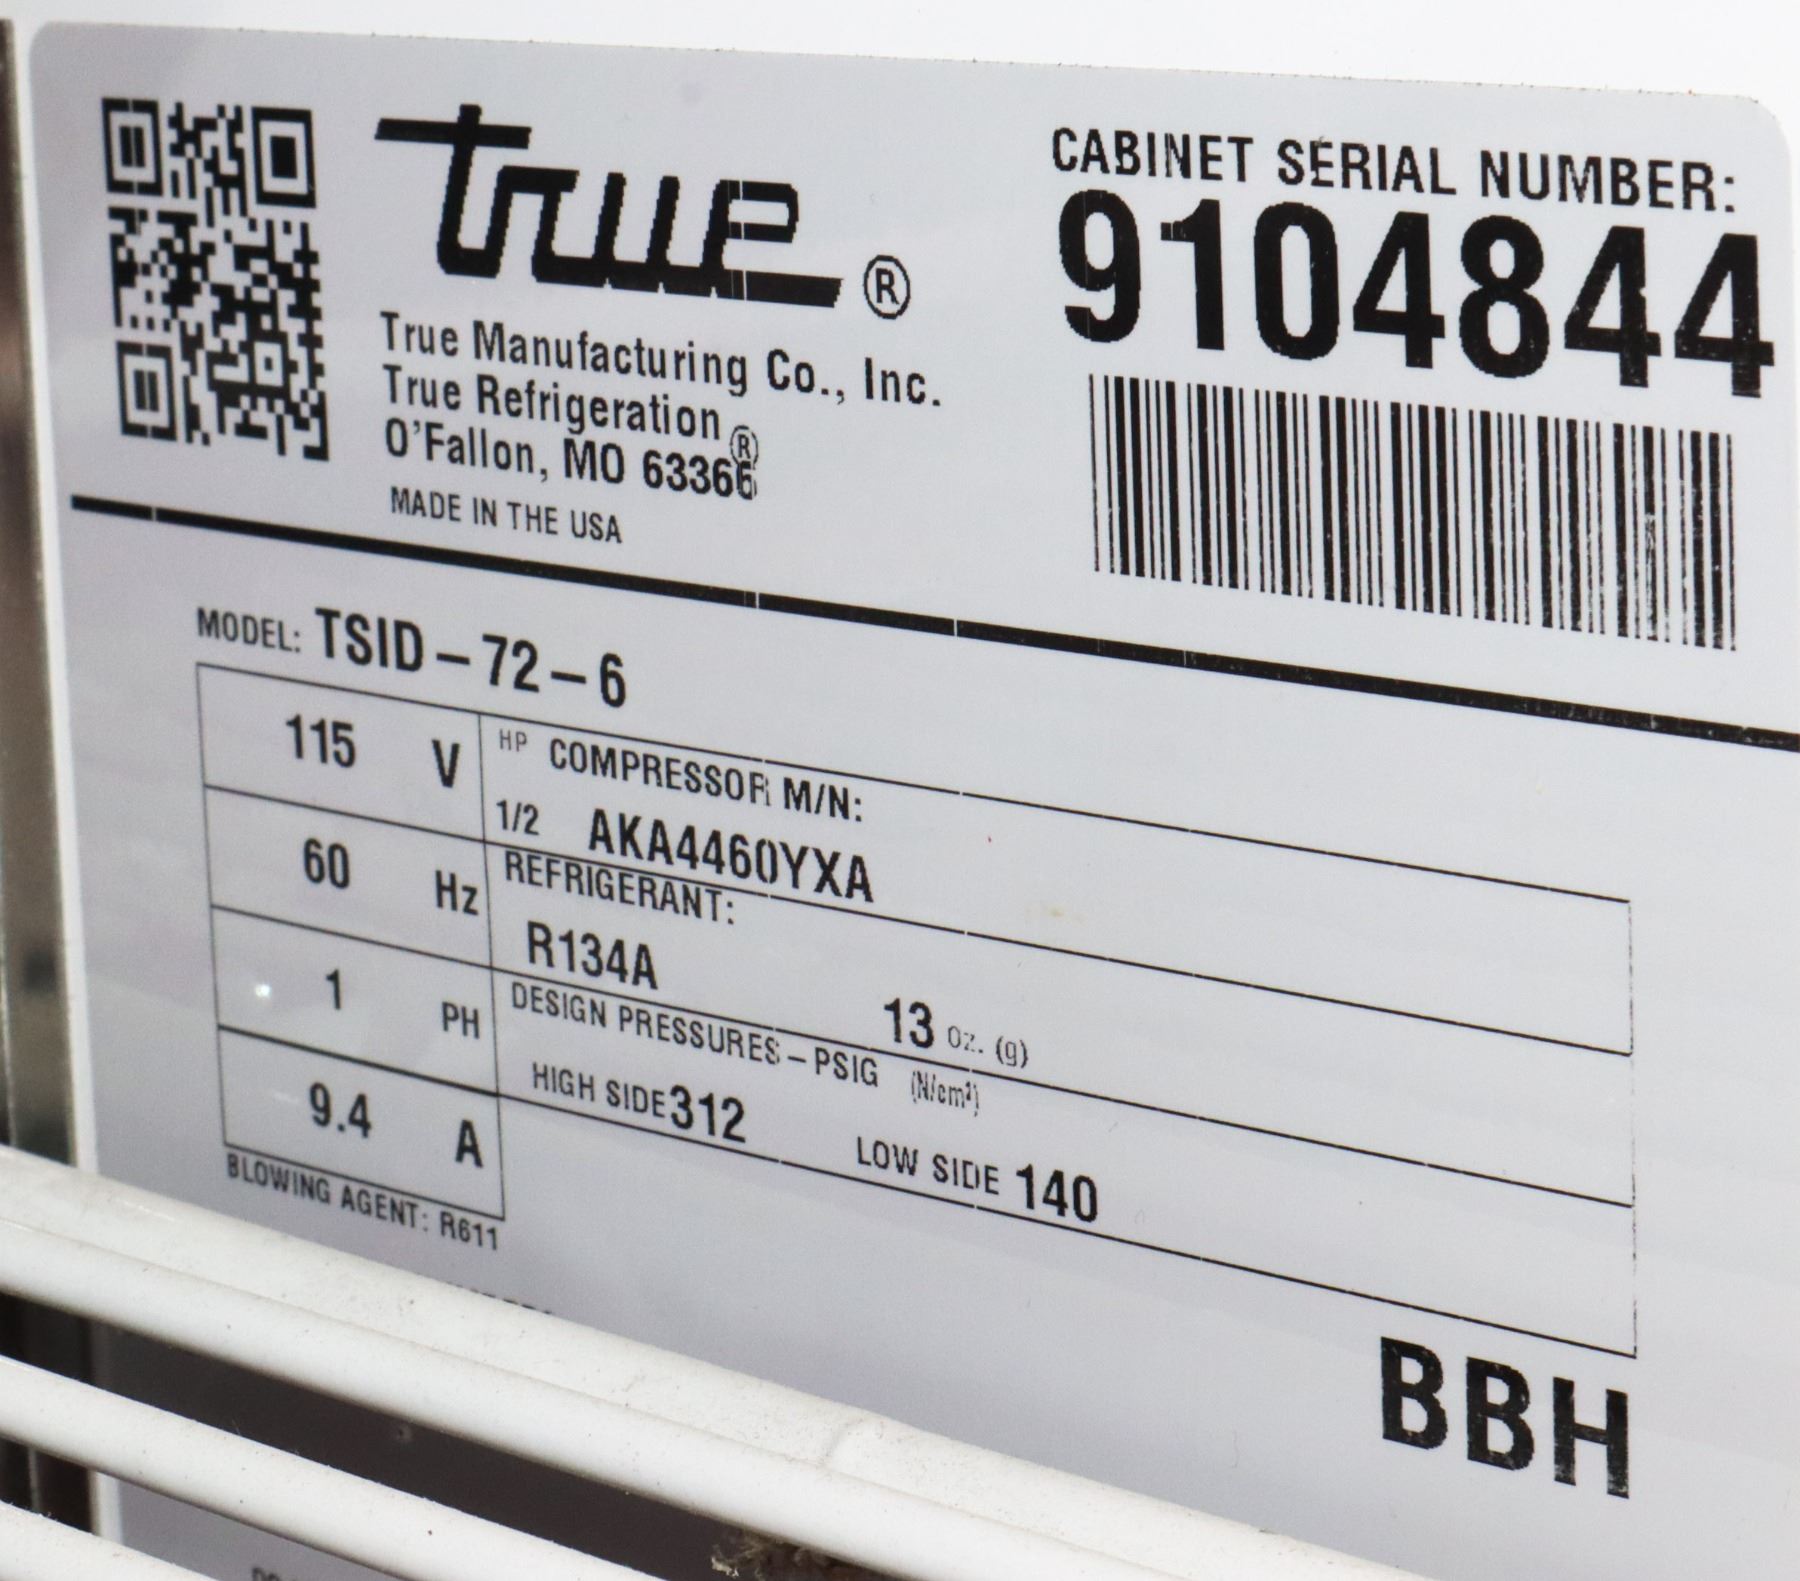 true®
True Manufacturing Co., Inc.
True Refrigeration®
O'Fallon, MO 63366
MADE IN THE USA
CABINET SERIAL NUMBER:
9104844
MODEL: TSID-72-6
115 V
60 Hz
1 PH
9.4 A
HP COMPRESSOR M/N:
1/2 AKA4460YXA
REFRIGERANT:
R134A 13 oz. (g)
DESIGN PRESSURES-PSIG (N/cm²)
HIGH SIDE 312 LOW SIDE 140
BLOWING AGENT: R611
BBH